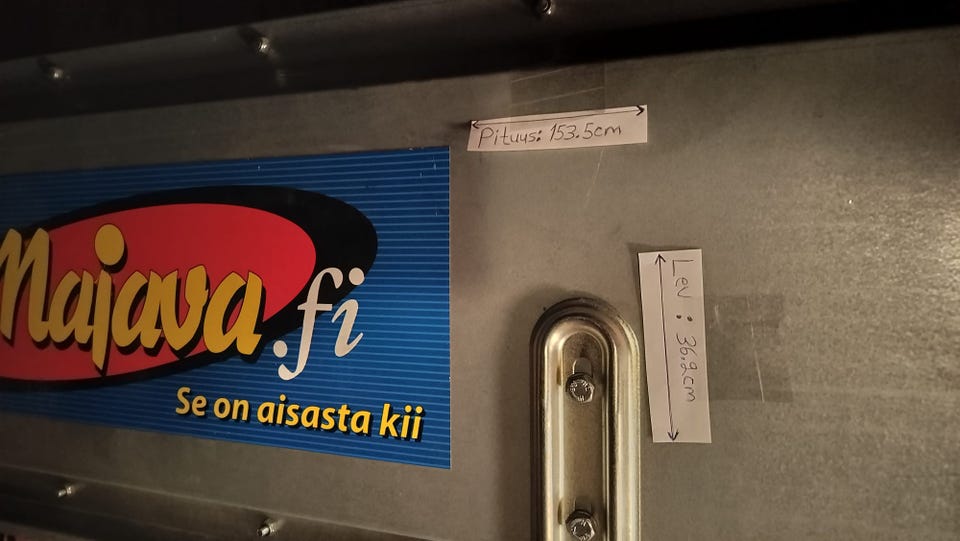 Pituus: 153.5cm
Majava.fi
Se on aisasta kii
Lev : 36.2cm